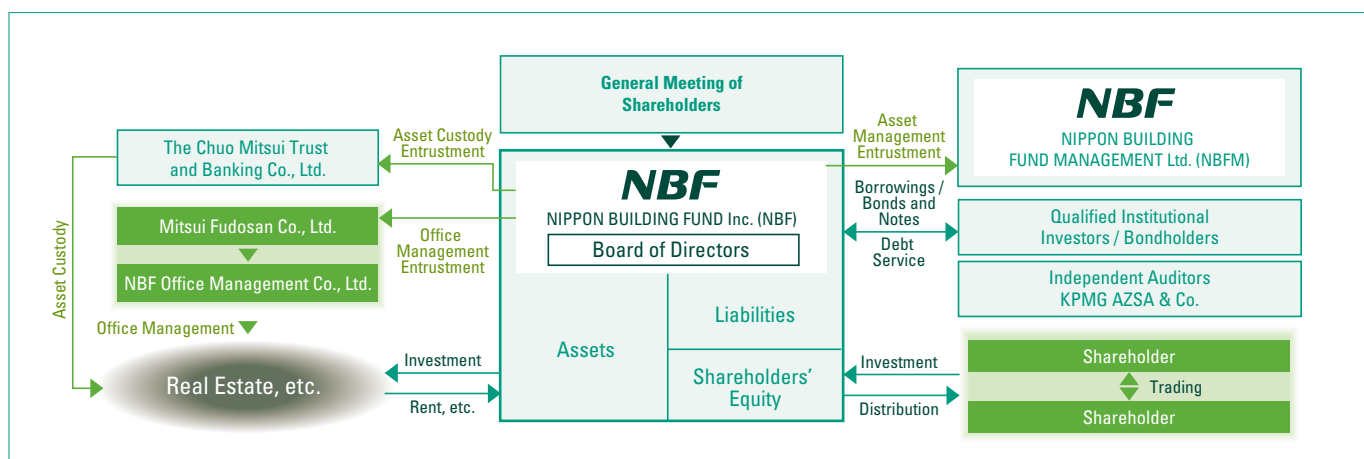 General Meeting of
Shareholders
NBF
NIPPON BUILDING
FUND MANAGEMENT Ltd. (NBFM)
Asset
Management
Entrustment
Asset Custody
Entrustment
The Chuo Mitsui Trust
and Banking Co., Ltd.
NBF
NIPPON BUILDING FUND Inc. (NBF)
Board of Directors
Borrowings /
Bonds and
Notes
Debt
Service
Qualified Institutional
Investors / Bondholders
Mitsui Fudosan Co., Ltd.
NBF Office Management Co., Ltd.
Office
Management
Entrustment
Independent Auditors
KPMG AZSA & Co.
Asset Custody
Office Management
Real Estate, etc.
Investment
Rent, etc.
Assets
Liabilities
Shareholders'
Equity
Investment
Distribution
Shareholder
Trading
Shareholder